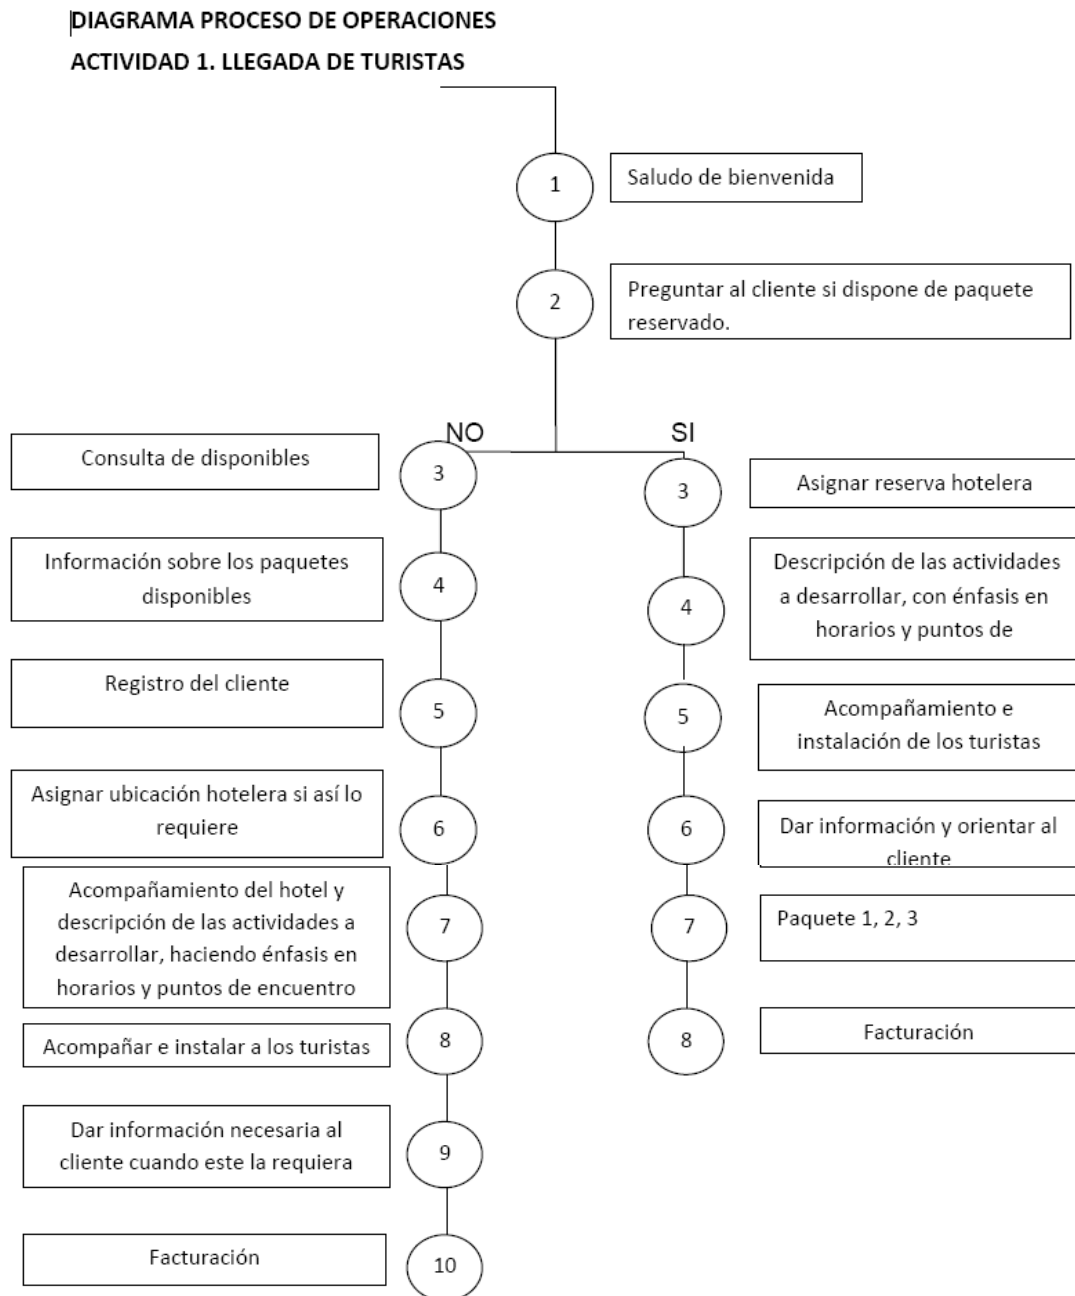 DIAGRAMA PROCESO DE OPERACIONES
ACTIVIDAD 1. LLEGADA DE TURISTAS
1
Saludo de bienvenida
2
Preguntar al cliente si dispone de paquete
reservado.
NO
SI
Consulta de disponibles
3
Información sobre los paquetes
disponibles
4
Registro del cliente
5
Asignar ubicación hotelera si así lo
requiere
6
Acompañamiento del hotel y
descripción de las actividades a
desarrollar, haciendo énfasis en
horarios y puntos de encuentro
7
Acompañar e instalar a los turistas
8
Dar información necesaria al
cliente cuando este la requiera
9
Facturación
10
3
Asignar reserva hotelera
4
Descripción de las actividades
a desarrollar, con énfasis en
horarios y puntos de
5
Acompañamiento e
instalación de los turistas
6
Dar información y orientar al
cliente
7
Paquete 1, 2, 3
8
Facturación